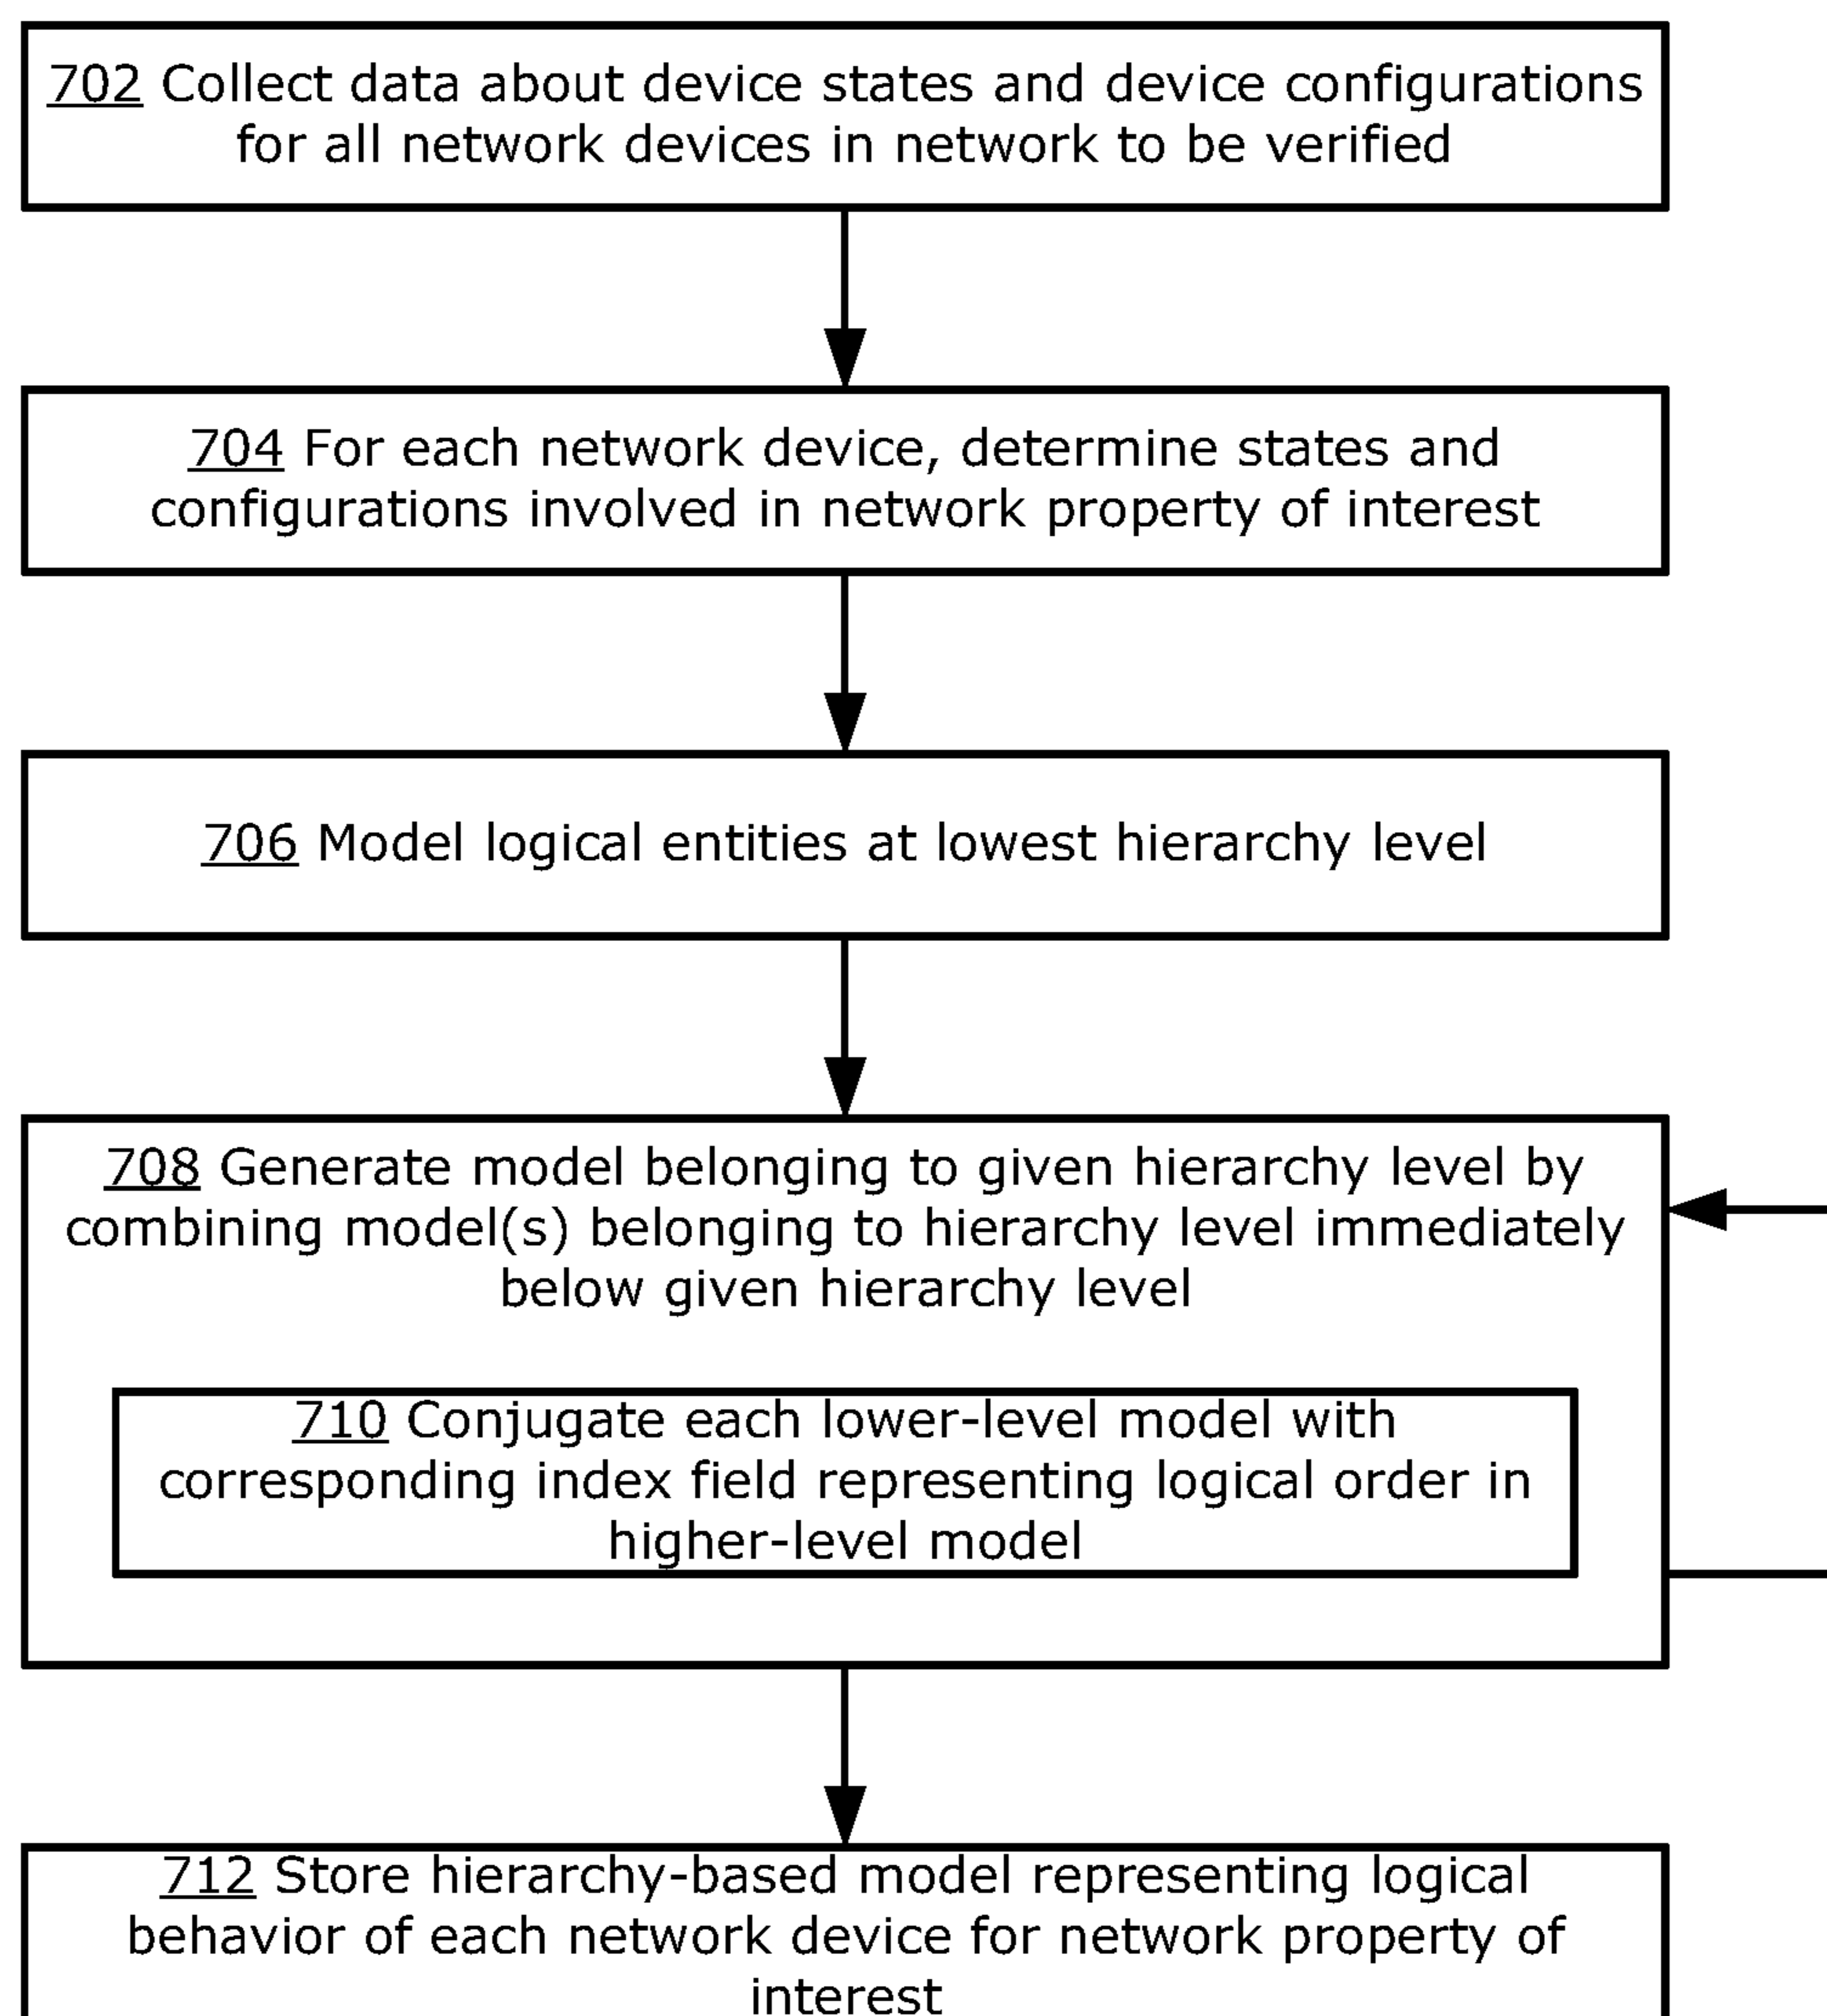 702 Collect data about device states and device configurations
for all network devices in network to be verified
704 For each network device, determine states and
configurations involved in network property of interest
706 Model logical entities at lowest hierarchy level
708 Generate model belonging to given hierarchy level by
combining model(s) belonging to hierarchy level immediately
below given hierarchy level
710 Conjugate each lower-level model with
corresponding index field representing logical order in
higher-level model
712 Store hierarchy-based model representing logical
behavior of each network device for network property of
interest